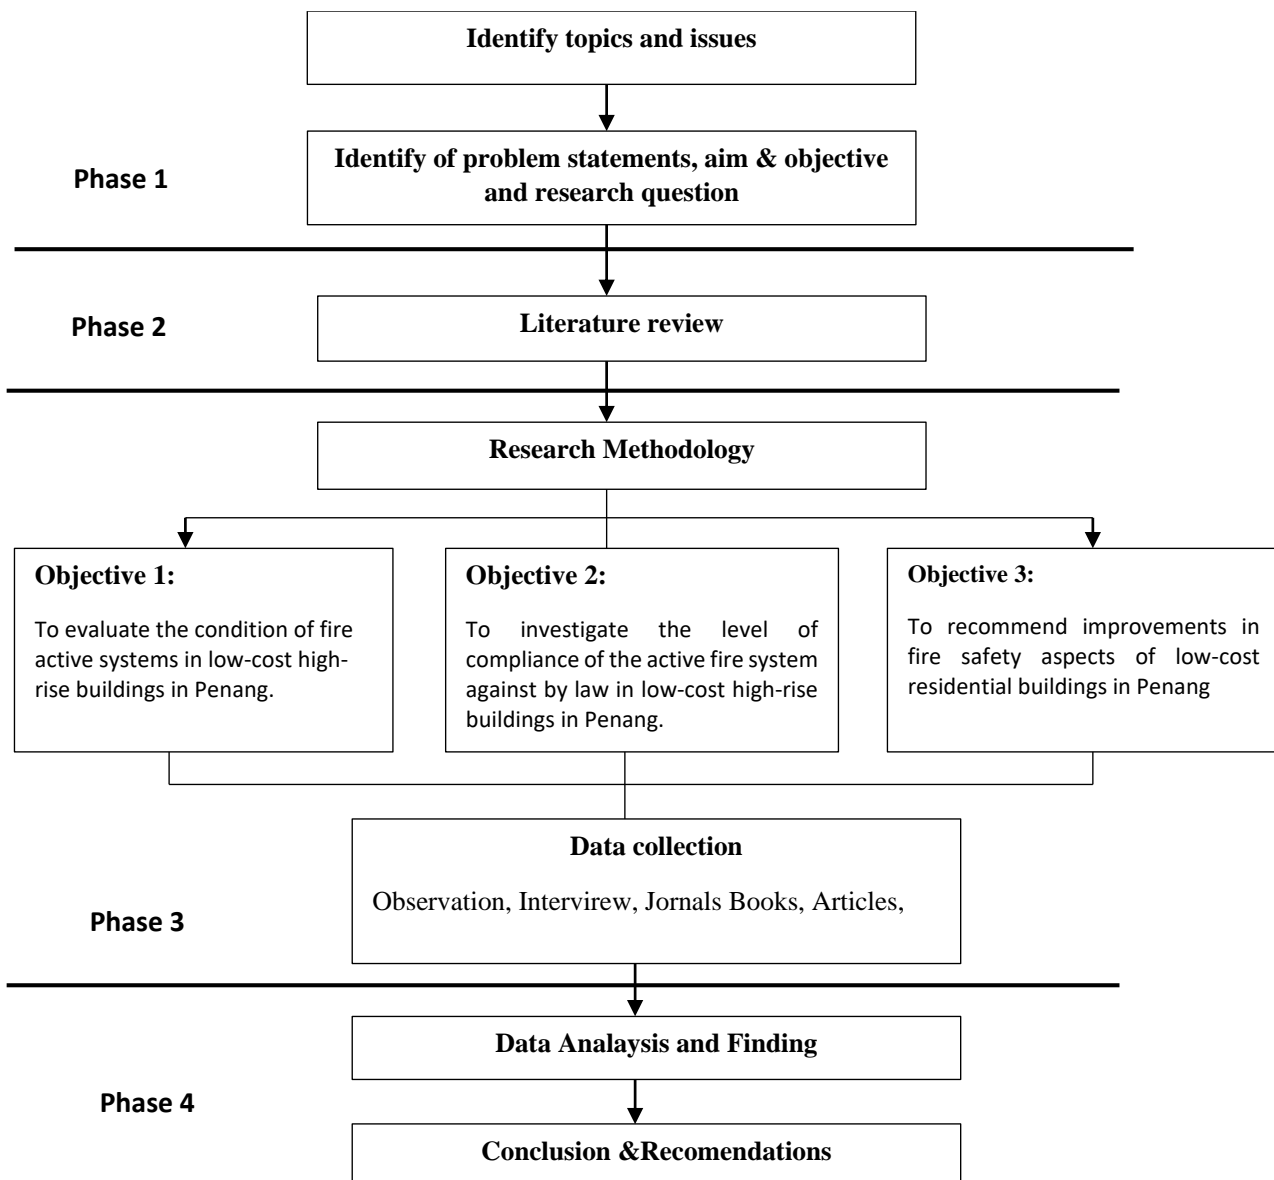 Identify topics and issues
Identify of problem statements, aim & objective
and research question
Phase 1
Literature review
Phase 2
Research Methodology
Objective 1:
To evaluate the condition of fire
active systems in low-cost high-
rise buildings in Penang.
Objective 2:
To investigate the level of
compliance of the active fire system
against by law in low-cost high-rise
buildings in Penang.
Objective 3:
To recommend improvements in
fire safety aspects of low-cost
residential buildings in Penang
Data collection
Observation, Intervirew, Jornals Books, Articles,
Phase 3
Data Analaysis and Finding
Phase 4
Conclusion &Recomendations